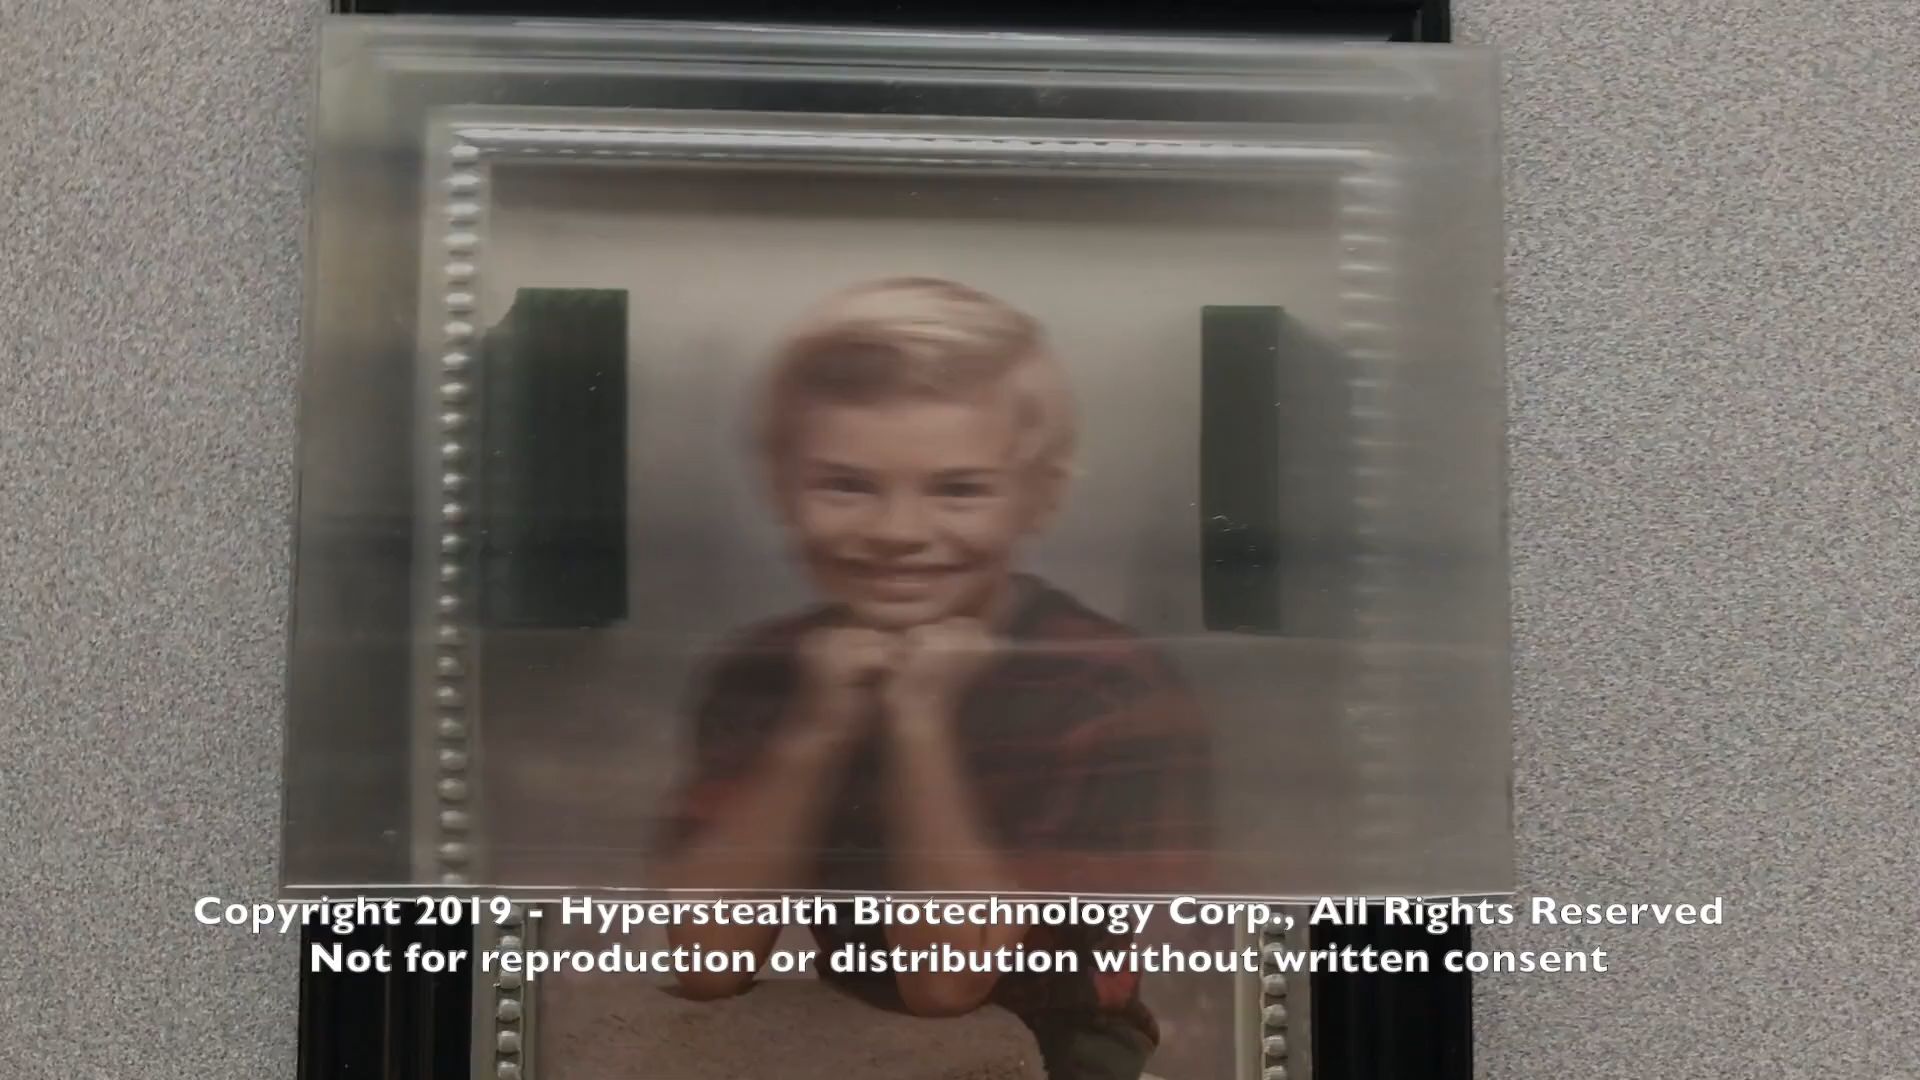 Copyright 2019 - Hyperstealth Biotechnology Corp., All Rights Reserved
Not for reproduction or distribution without written consent